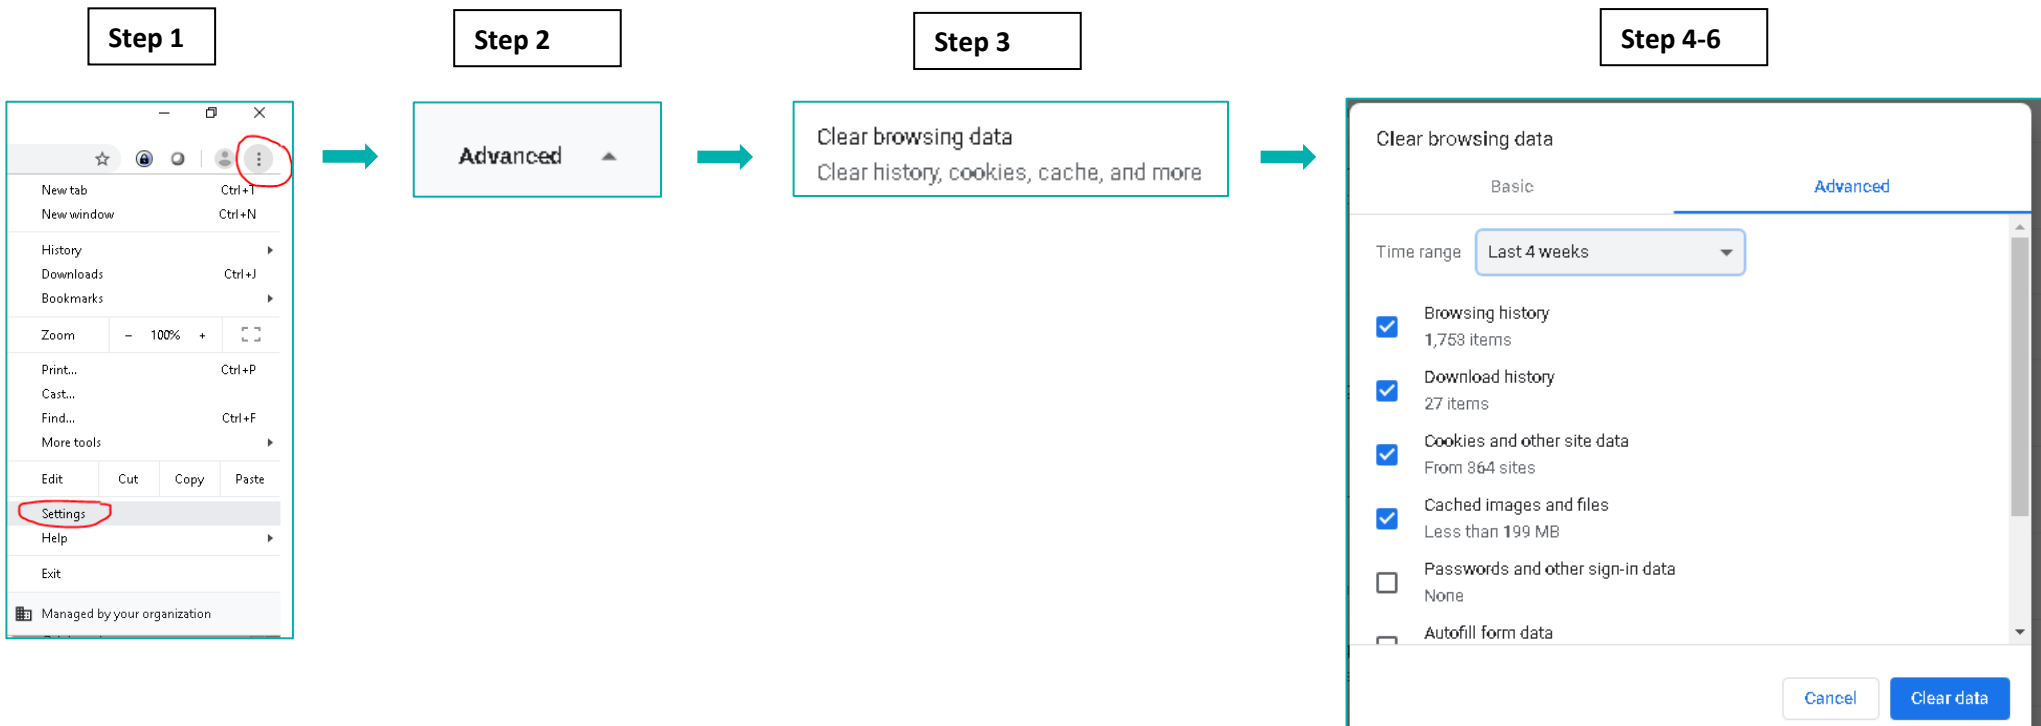 Step 1
Step 2
Step 3
Step 4-6
New tab Ctrl+T
New window Ctrl+N
History
Downloads Ctrl+J
Bookmarks
Zoom - 100% +
Print... Ctrl+P
Cast...
Find... Ctrl+F
More tools
Edit Cut Copy Paste
Settings
Help
Exit
Managed by your organization
Advanced
Clear browsing data
Clear history, cookies, cache, and more
Clear browsing data
Basic Advanced
Time range Last 4 weeks
Browsing history
1,753 items
Download history
27 items
Cookies and other site data
From 364 sites
Cached images and files
Less than 199 MB
Passwords and other sign-in data
None
Autofill form data
Cancel Clear data